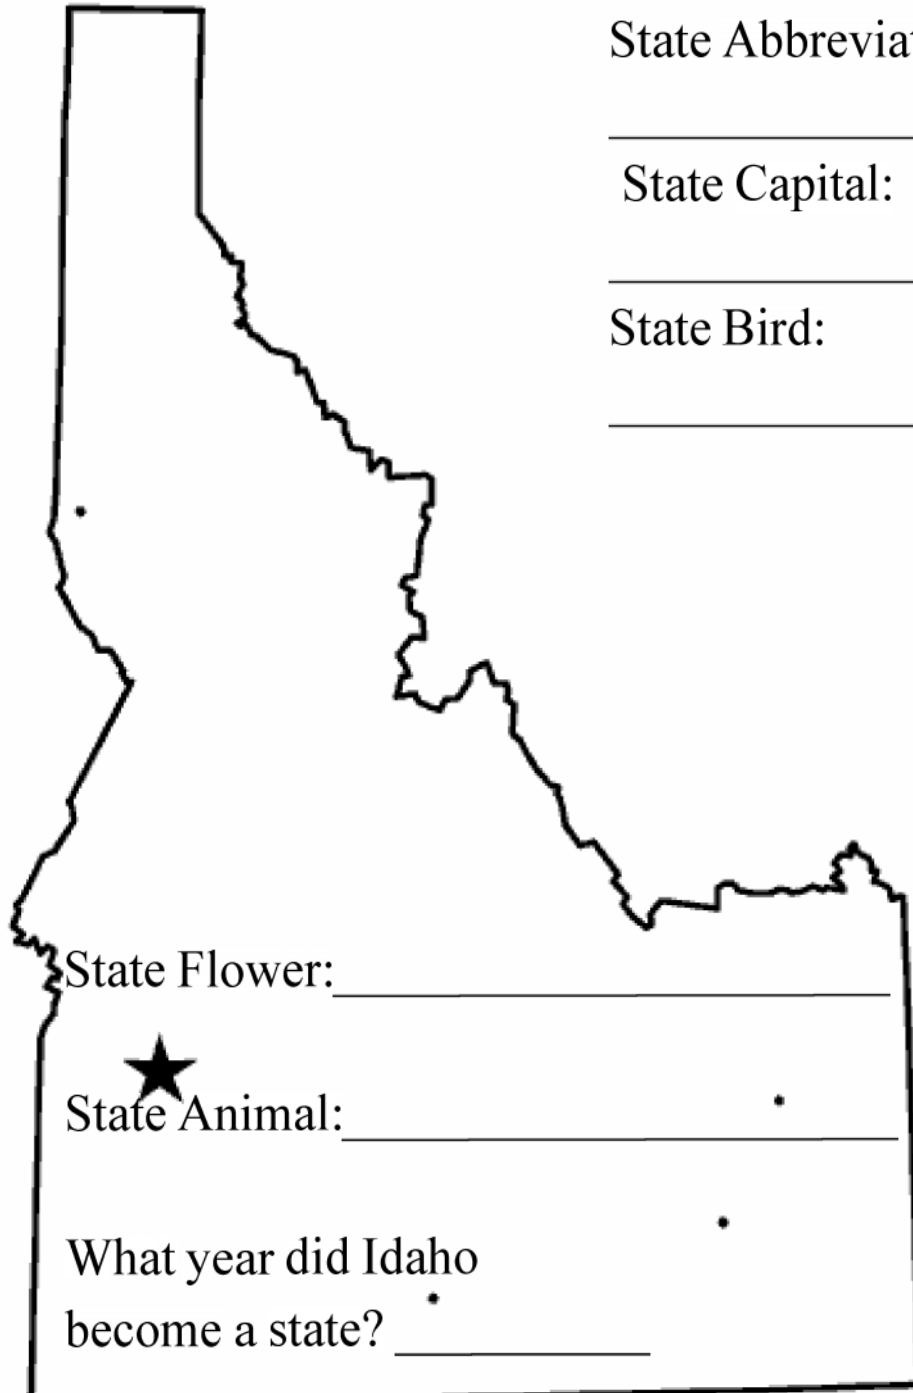 State Abbreviat
State Capital:
State Bird:
State Flower:
State Animal:
What year did Idaho
become a state?